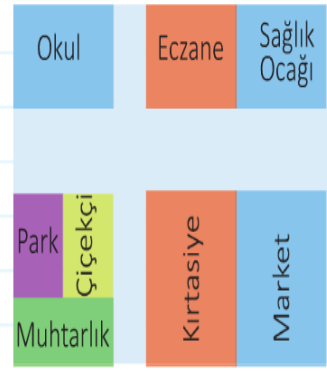 Okul
Eczane
Sağlık
Ocağı
Park
Çiçekçi
Muhtarlık
Kırtasiye
Market